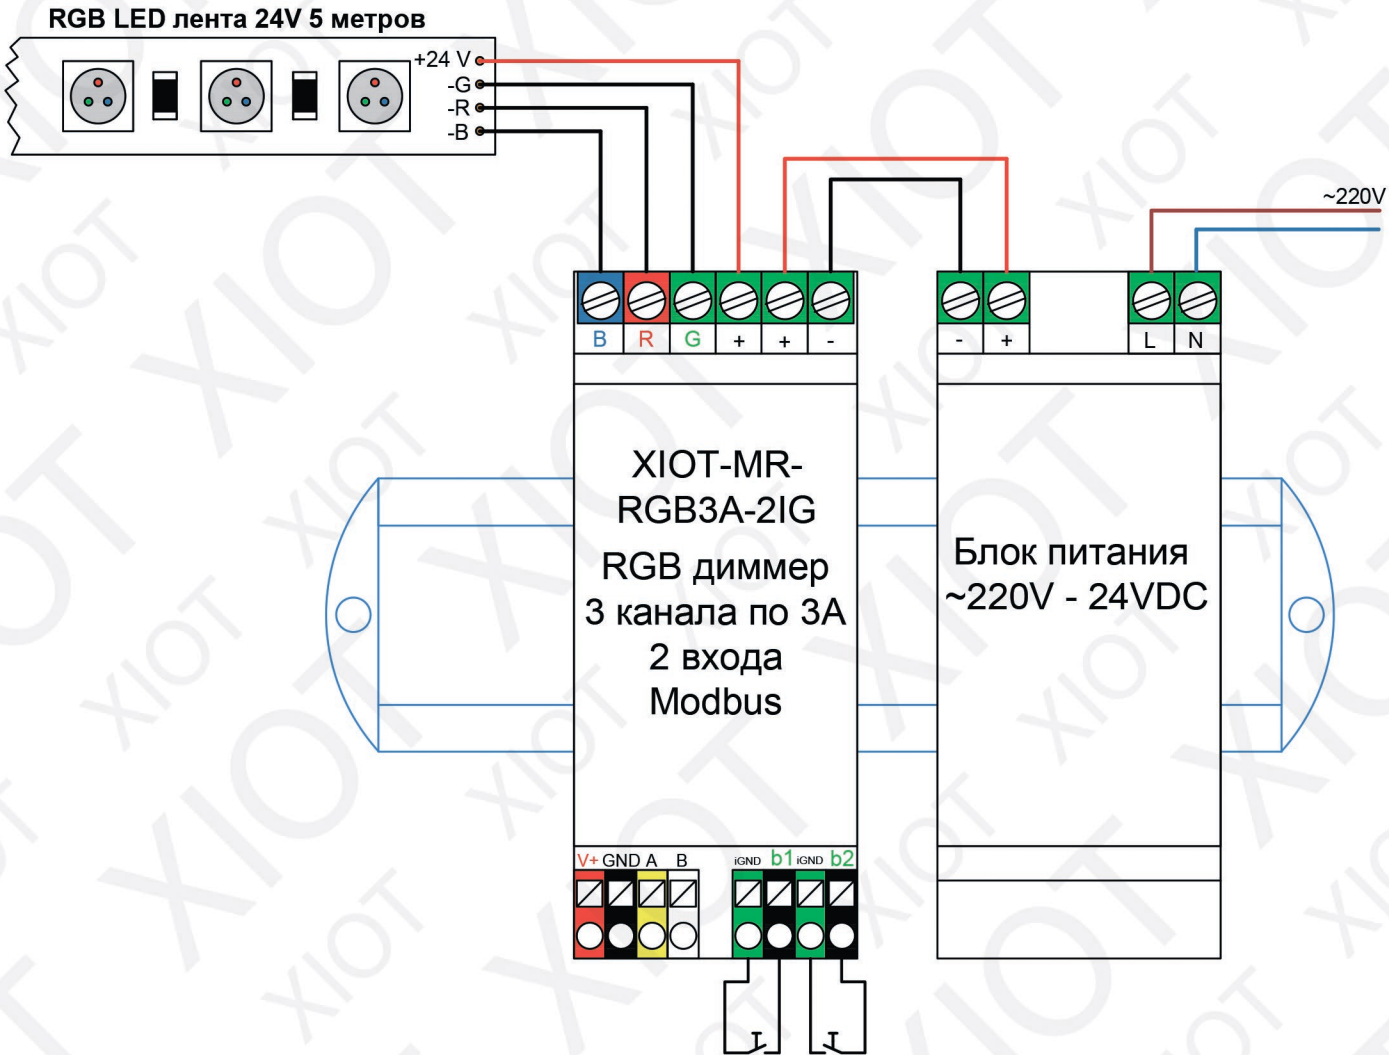 RGB LED лента 24V 5 метров
+24 V
-G
-R
-B
~220V
B R G + + -
- + L N
XIOT-MR-
RGB3A-2IG
RGB диммер
3 канала по 3А
2 входа
Modbus
Блок питания
~220V - 24VDC
V+ GND A B iGND b1 iGND b2
XIOT